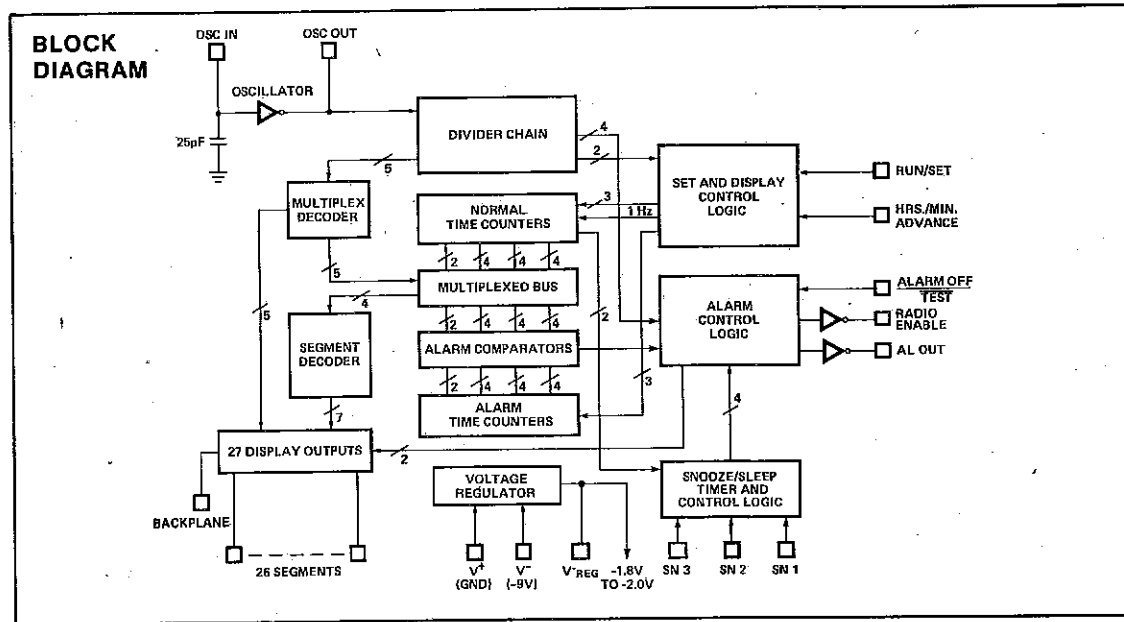 BLOCK
DIAGRAM
OSC IN
OSC OUT
OSCILLATOR
25pF
DIVIDER CHAIN
4
2
5
MULTIPLEX
DECODER
NORMAL
TIME COUNTERS
3
1 Hz
SET AND DISPLAY
CONTROL
LOGIC
RUN/SET
HRS./MIN.
ADVANCE
2 4 4 4
5
MULTIPLEXED BUS
4
5
2
2 4 4 4
SEGMENT
DECODER
ALARM COMPARATORS
ALARM
CONTROL
LOGIC
ALARM OFF
TEST
RADIO
ENABLE
AL OUT
2 4 4 4
3
4
ALARM
TIME COUNTERS
7
27 DISPLAY OUTPUTS
2
VOLTAGE
REGULATOR
SNOOZE/SLEEP
TIMER AND
CONTROL LOGIC
BACKPLANE
26 SEGMENTS
V+
(GND)
V-
(-9V)
V-REG
-1.8V
TO -2.0V
SN 3
SN 2
SN 1